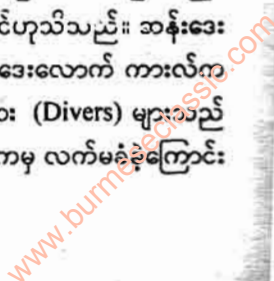 င်ဟုသိသည်။ ဆန်းဒေး
ဒေးလောက် ကားလ်က
း (Divers) များသည်
ကမှ လက်မခံခဲ့ကြောင်း
www.burmeseclassic.com